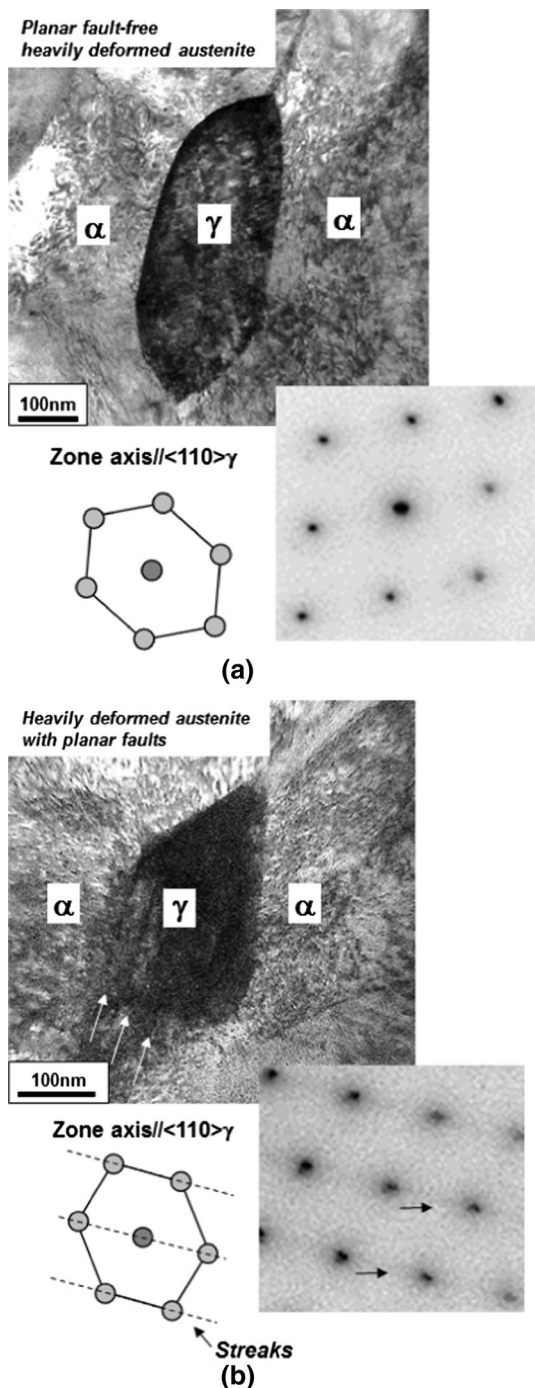 Planar fault-free
heavily deformed austenite
α
γ
α
100nm
Zone axis//<110>γ
(a)
Heavily deformed austenite
with planar faults
α
γ
α
100nm
Zone axis//<110>γ
Streaks
(b)